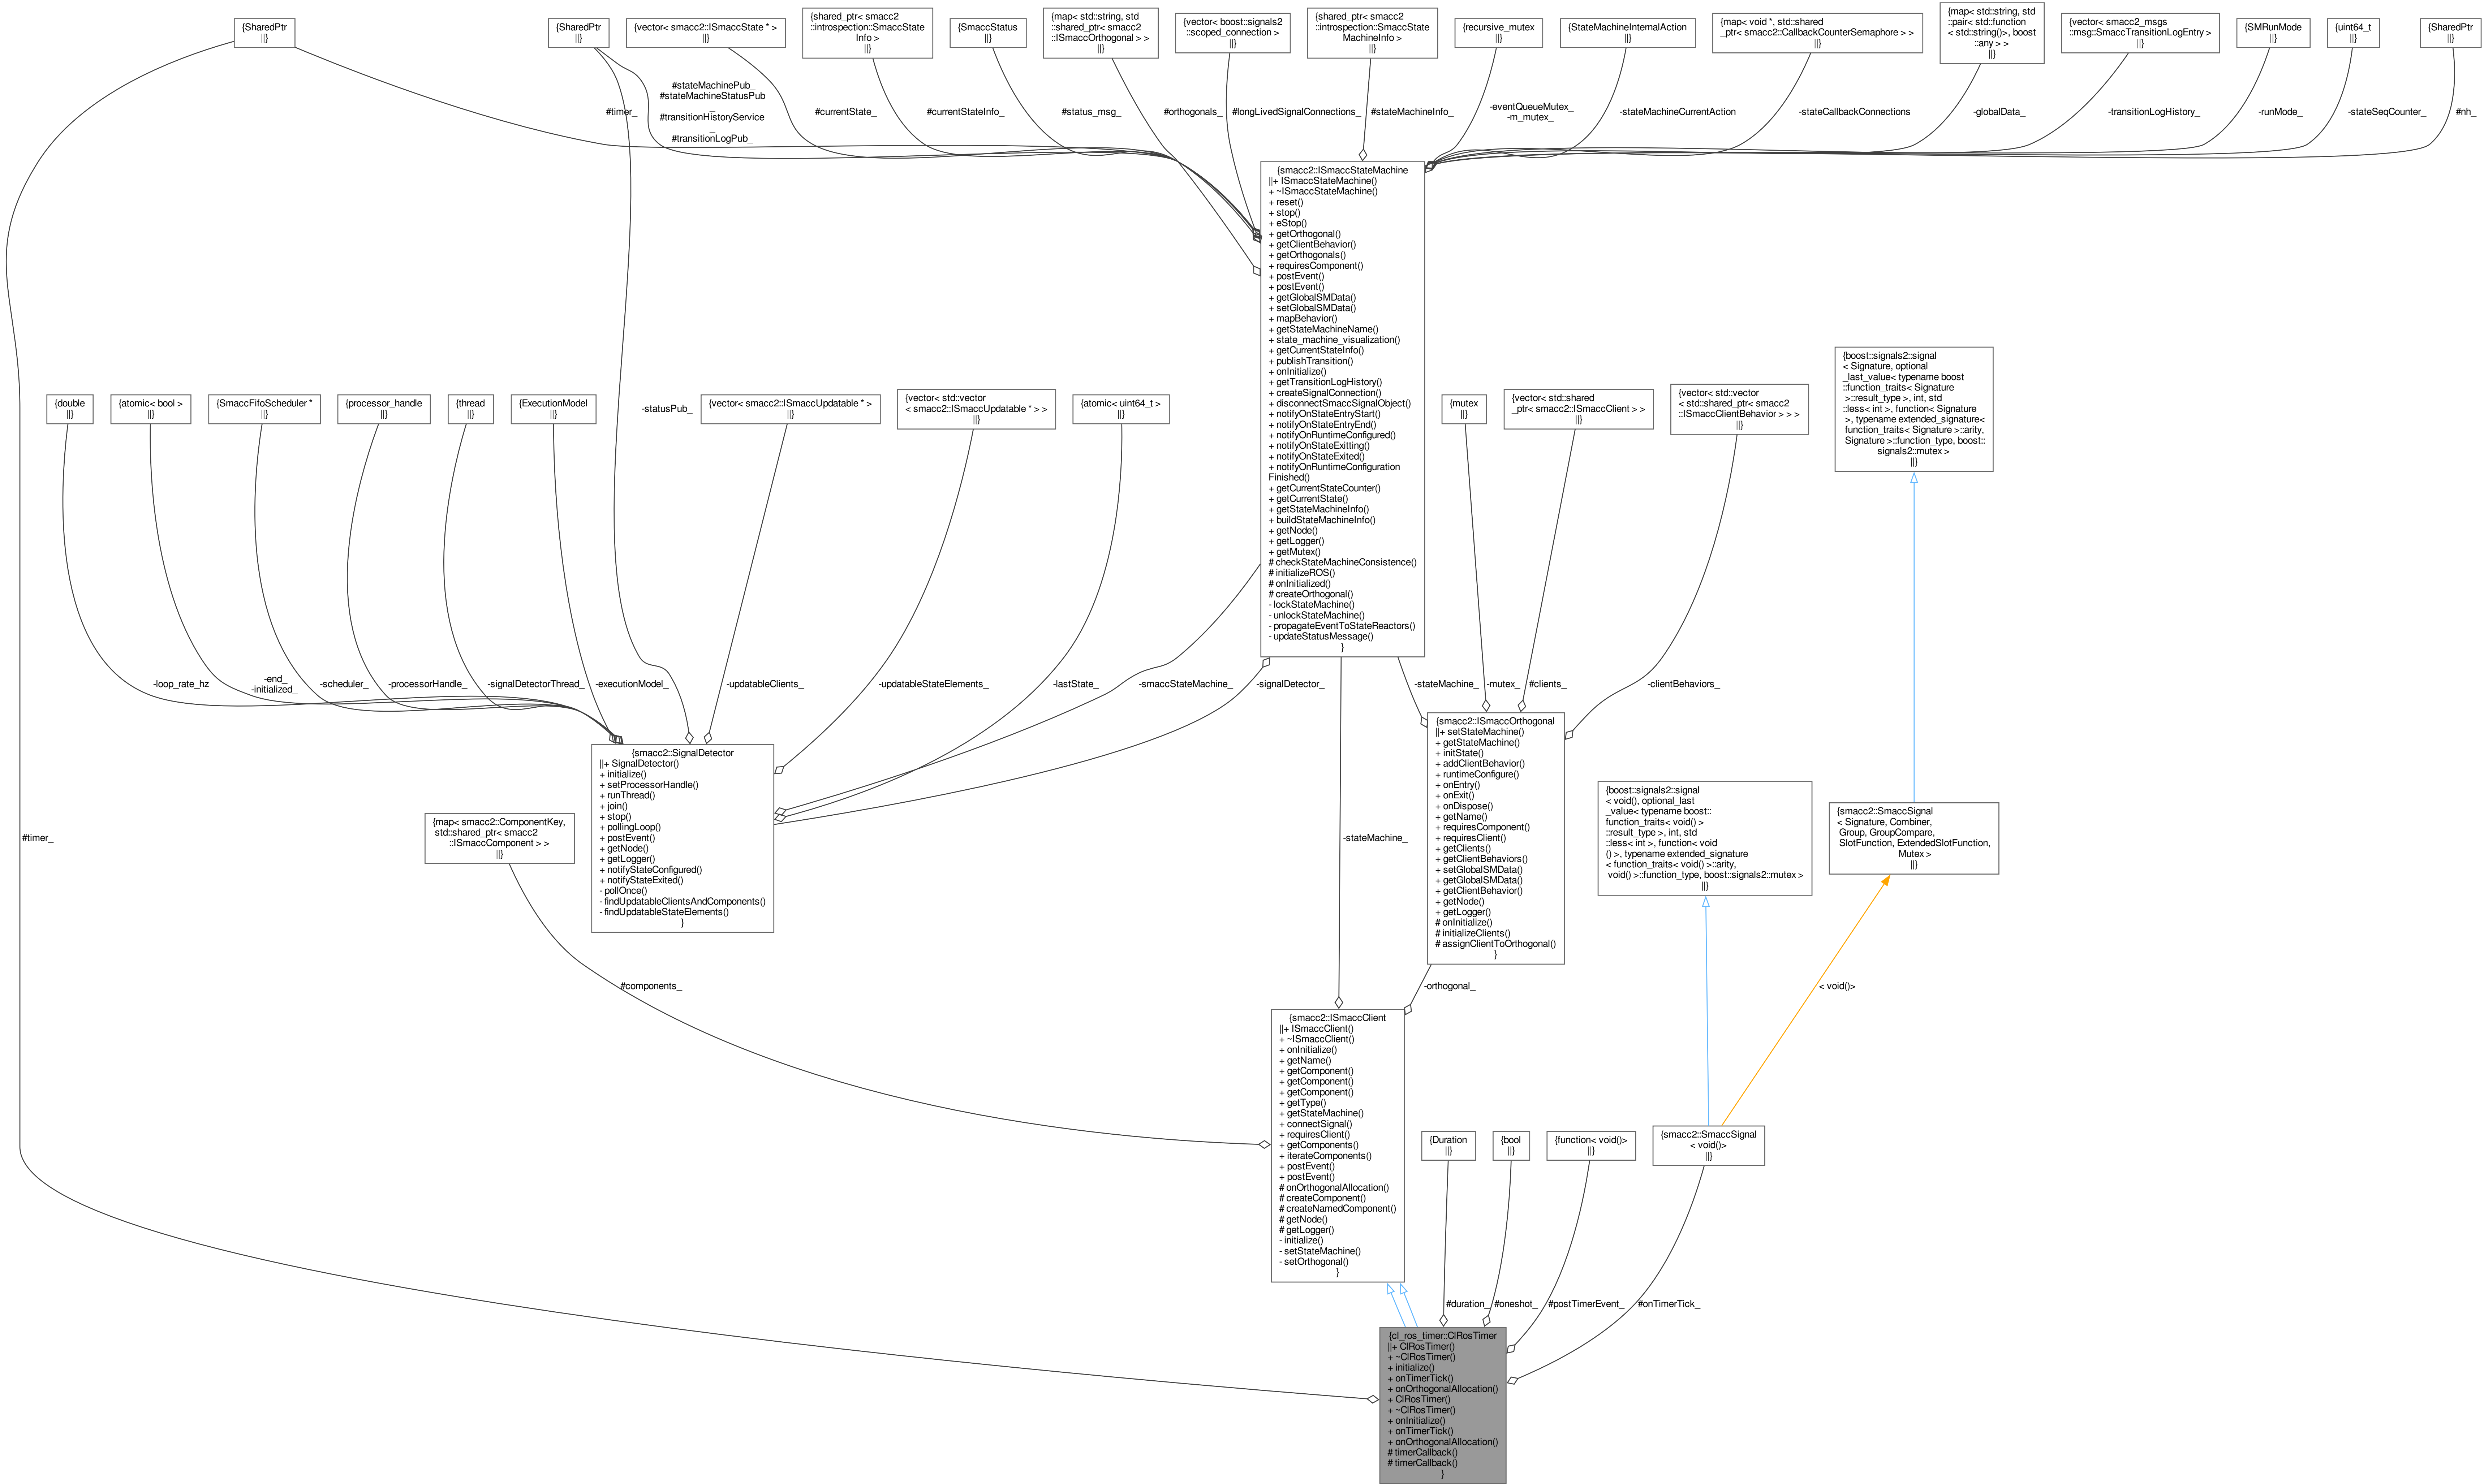 {SharedPtr
||}
{SharedPtr
||}
{vector< smacc2::ISmaccState * >
||}
{shared_ptr< smacc2
::introspection::SmaccState
Info >
||}
{SmaccStatus
||}
{map< std::string, std
::shared_ptr< smacc2
::ISmaccOrthogonal > >
||}
{vector< boost::signals2
::scoped_connection >
||}
{shared_ptr< smacc2
::introspection::SmaccState
MachineInfo >
||}
{recursive_mutex
||}
{StateMachineInternalAction
||}
{map< void *, std::shared
_ptr< smacc2::CallbackCounterSemaphore > >
||}
{map< std::string, std
::pair< std::function
< std::string()>, boost
::any > >
||}
{vector< smacc2_msgs
::msg::SmaccTransitionLogEntry >
||}
{SMRunMode
||}
{uint64_t
||}
{SharedPtr
||}
#timer_
#stateMachinePub_
#stateMachineStatusPub
_
#transitionHistoryService
_
#transitionLogPub_
#currentState_
#currentStateInfo_
#status_msg_
#orthogonals_
#longLivedSignalConnections_
#stateMachineInfo_
-eventQueueMutex_
-m_mutex_
-stateMachineCurrentAction
-stateCallbackConnections
-globalData_
-transitionLogHistory_
-runMode_
-stateSeqCounter_
#nh_
{smacc2::ISmaccStateMachine
||+ ISmaccStateMachine()
+ ~ISmaccStateMachine()
+ reset()
+ stop()
+ eStop()
+ getOrthogonal()
+ getClientBehavior()
+ getOrthogonals()
+ requiresComponent()
+ postEvent()
+ postEvent()
+ getGlobalSMData()
+ setGlobalSMData()
+ mapBehavior()
+ getStateMachineName()
+ state_machine_visualization()
+ getCurrentStateInfo()
+ publishTransition()
+ onInitialize()
+ getTransitionLogHistory()
+ createSignalConnection()
+ disconnectSmaccSignalObject()
+ notifyOnStateEntryStart()
+ notifyOnStateEntryEnd()
+ notifyOnRuntimeConfigured()
+ notifyOnStateExitting()
+ notifyOnStateExited()
+ notifyOnRuntimeConfiguration
Finished()
+ getCurrentStateCounter()
+ getCurrentState()
+ getStateMachineInfo()
+ buildStateMachineInfo()
+ getNode()
+ getLogger()
+ getMutex()
# checkStateMachineConsistence()
# initializeROS()
# onInitialized()
# createOrthogonal()
- lockStateMachine()
- unlockStateMachine()
- propagateEventToStateReactors()
- updateStatusMessage()
}
{boost::signals2::signal
< Signature, optional
_last_value< typename boost
::function_traits< Signature
>::result_type >, int, std
::less< int >, function< Signature
>, typename extended_signature<
function_traits< Signature >::arity,
Signature >::function_type, boost::
signals2::mutex >
||}
{double
||}
{atomic< bool >
||}
{SmaccFifoScheduler *
||}
{processor_handle
||}
{thread
||}
{ExecutionModel
||}
-statusPub_
{vector< smacc2::ISmaccUpdatable * >
||}
{vector< std::vector
< smacc2::ISmaccUpdatable * > >
||}
{atomic< uint64_t >
||}
{mutex
||}
{vector< std::shared
_ptr< smacc2::ISmaccClient > >
||}
{vector< std::vector
< std::shared_ptr< smacc2
::ISmaccClientBehavior > > >
||}
-loop_rate_hz
-end_
-initialized_
-scheduler_
-processorHandle_
-signalDetectorThread_
-executionModel_
-updatableClients_
-updatableStateElements_
-lastState_
-smaccStateMachine_
-signalDetector_
-stateMachine_
-mutex_
#clients_
-clientBehaviors_
{smacc2::SignalDetector
||+ SignalDetector()
+ initialize()
+ setProcessorHandle()
+ runThread()
+ join()
+ stop()
+ pollingLoop()
+ postEvent()
+ getNode()
+ getLogger()
+ notifyStateConfigured()
+ notifyStateExited()
- pollOnce()
- findUpdatableClientsAndComponents()
- findUpdatableStateElements()
}
{smacc2::ISmaccOrthogonal
||+ setStateMachine()
+ getStateMachine()
+ initState()
+ addClientBehavior()
+ runtimeConfigure()
+ onEntry()
+ onExit()
+ onDispose()
+ getName()
+ requiresComponent()
+ requiresClient()
+ getClients()
+ getClientBehaviors()
+ setGlobalSMData()
+ getGlobalSMData()
+ getClientBehavior()
+ getNode()
+ getLogger()
# onInitialize()
# initializeClients()
# assignClientToOrthogonal()
}
{boost::signals2::signal
< void(), optional_last
_value< typename boost::
function_traits< void() >
::result_type >, int, std
::less< int >, function< void
() >, typename extended_signature
< function_traits< void() >::arity,
void() >::function_type, boost::signals2::mutex >
||}
{smacc2::SmaccSignal
< Signature, Combiner,
Group, GroupCompare,
SlotFunction, ExtendedSlotFunction,
Mutex >
||}
{map< smacc2::ComponentKey,
std::shared_ptr< smacc2
::ISmaccComponent > >
||}
#timer_
-stateMachine_
#components_
-orthogonal_
< void()>
{smacc2::ISmaccClient
||+ ISmaccClient()
+ ~ISmaccClient()
+ onInitialize()
+ getName()
+ getComponent()
+ getComponent()
+ getComponent()
+ getType()
+ getStateMachine()
+ connectSignal()
+ requiresClient()
+ getComponents()
+ iterateComponents()
+ postEvent()
+ postEvent()
# onOrthogonalAllocation()
# createComponent()
# createNamedComponent()
# getNode()
# getLogger()
- initialize()
- setStateMachine()
- setOrthogonal()
}
{Duration
||}
{bool
||}
{function< void()>
||}
{smacc2::SmaccSignal
< void()>
||}
#duration_
#oneshot_
#postTimerEvent_
#onTimerTick_
{cl_ros_timer::ClRosTimer
||+ ClRosTimer()
+ ~ClRosTimer()
+ initialize()
+ onTimerTick()
+ onOrthogonalAllocation()
+ ClRosTimer()
+ ~ClRosTimer()
+ onInitialize()
+ onTimerTick()
+ onOrthogonalAllocation()
# timerCallback()
# timerCallback()
}